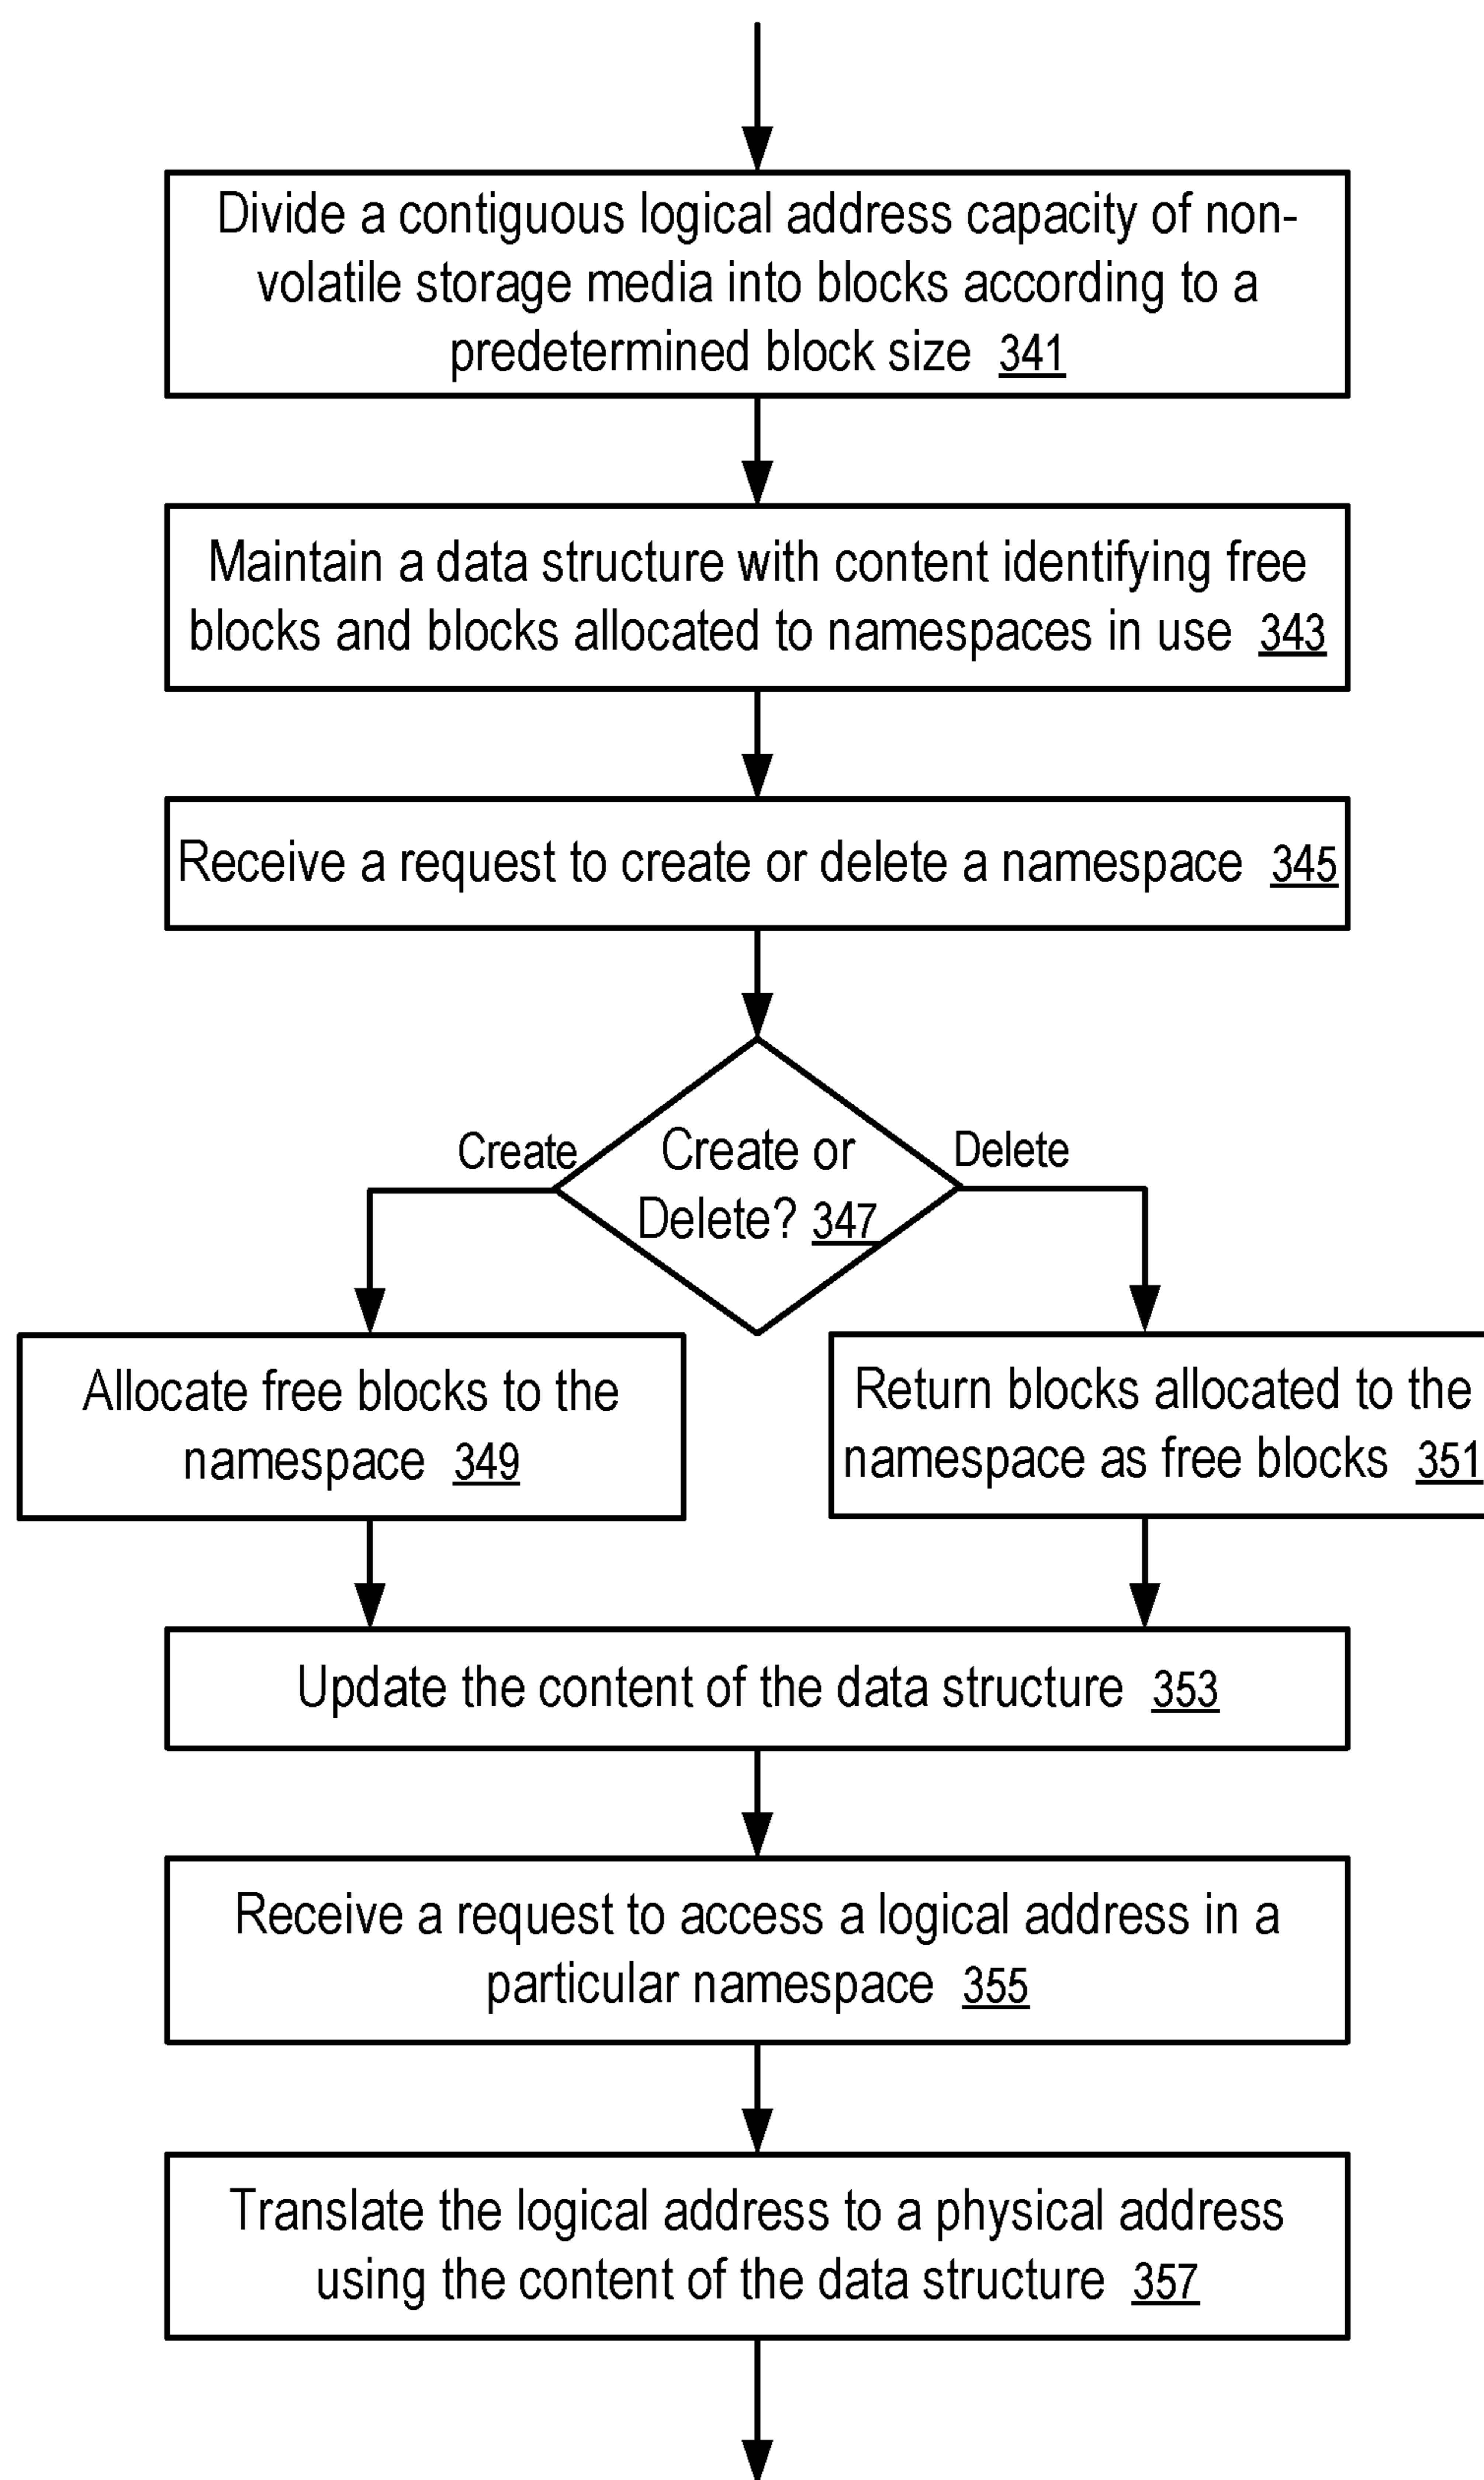 Divide a contiguous logical address capacity of non-
volatile storage media into blocks according to a
predetermined block size 341
Maintain a data structure with content identifying free
blocks and blocks allocated to namespaces in use 343
Receive a request to create or delete a namespace 345
Create
Create or
Delete? 347
Delete
Allocate free blocks to the
namespace 349
Return blocks allocated to the
namespace as free blocks 351
Update the content of the data structure 353
Receive a request to access a logical address in a
particular namespace 355
Translate the logical address to a physical address
using the content of the data structure 357